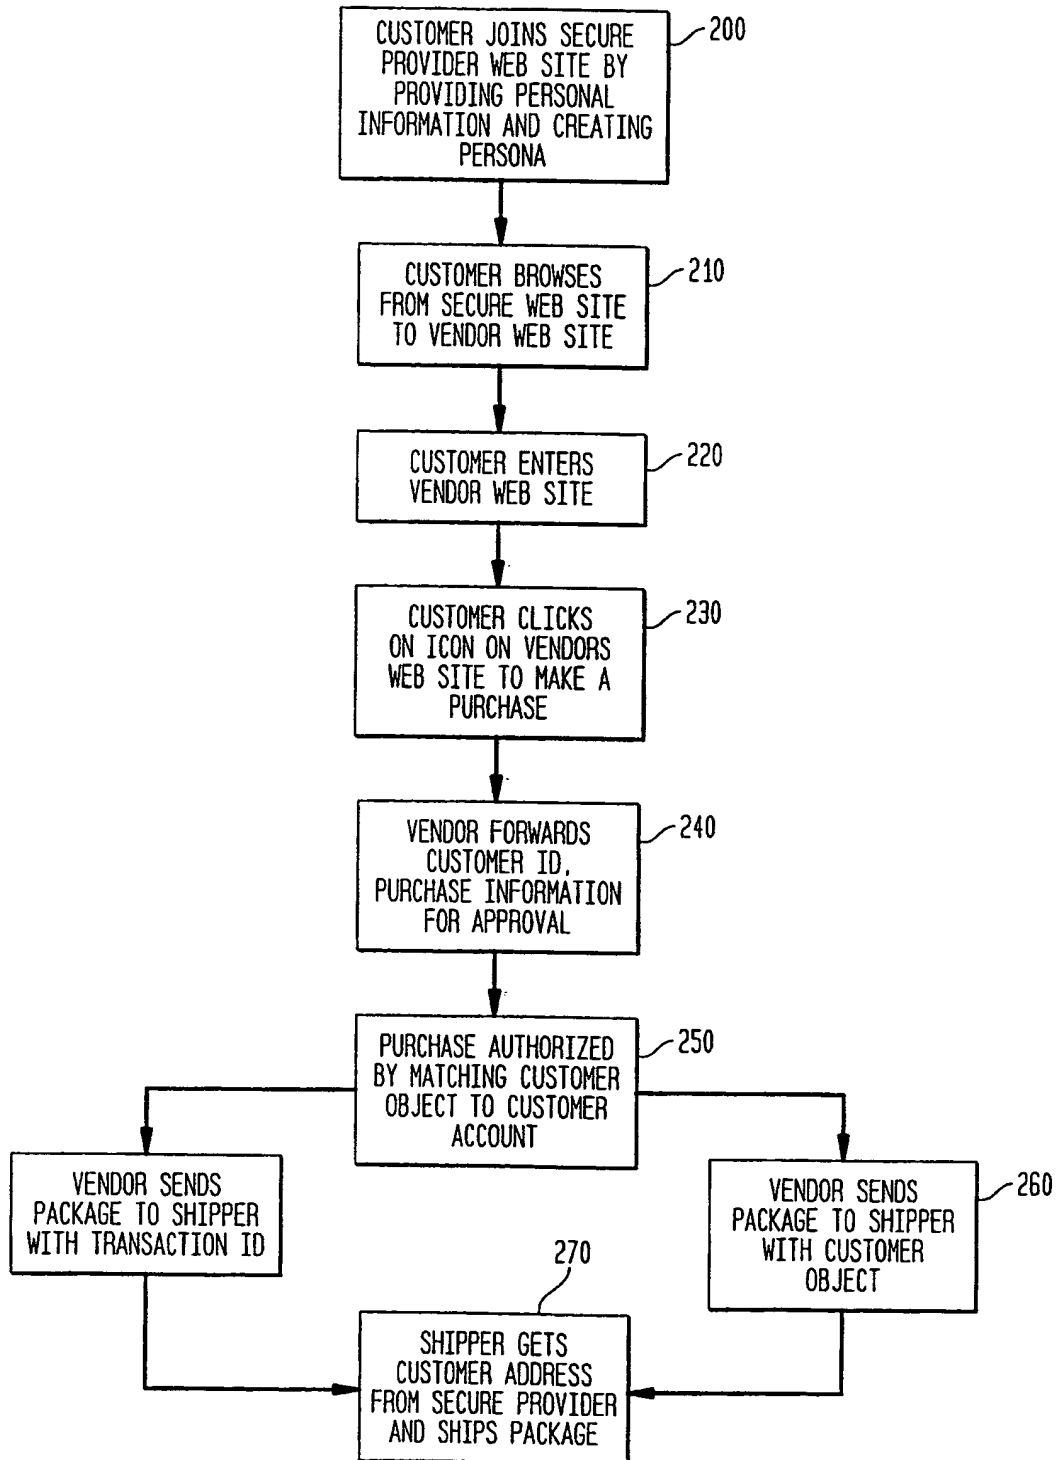 CUSTOMER JOINS SECURE
PROVIDER WEB SITE BY
PROVIDING PERSONAL
INFORMATION AND CREATING
PERSONA
200
CUSTOMER BROWSES
FROM SECURE WEB SITE
TO VENDOR WEB SITE
210
CUSTOMER ENTERS
VENDOR WEB SITE
220
CUSTOMER CLICKS
ON ICON ON VENDORS
WEB SITE TO MAKE A
PURCHASE
230
VENDOR FORWARDS
CUSTOMER ID,
PURCHASE INFORMATION
FOR APPROVAL
240
PURCHASE AUTHORIZED
BY MATCHING CUSTOMER
OBJECT TO CUSTOMER
ACCOUNT
250
VENDOR SENDS
PACKAGE TO SHIPPER
WITH TRANSACTION ID
VENDOR SENDS
PACKAGE TO SHIPPER
WITH CUSTOMER
OBJECT
260
270
SHIPPER GETS
CUSTOMER ADDRESS
FROM SECURE PROVIDER
AND SHIPS PACKAGE